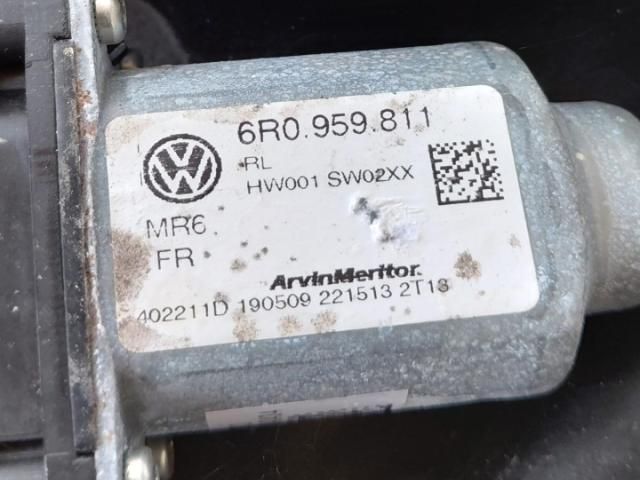 6R0.959.811
RL
HW001 SW02XX
MR6
FR
ArvinMeritor
402211D 190509 221513 2T13